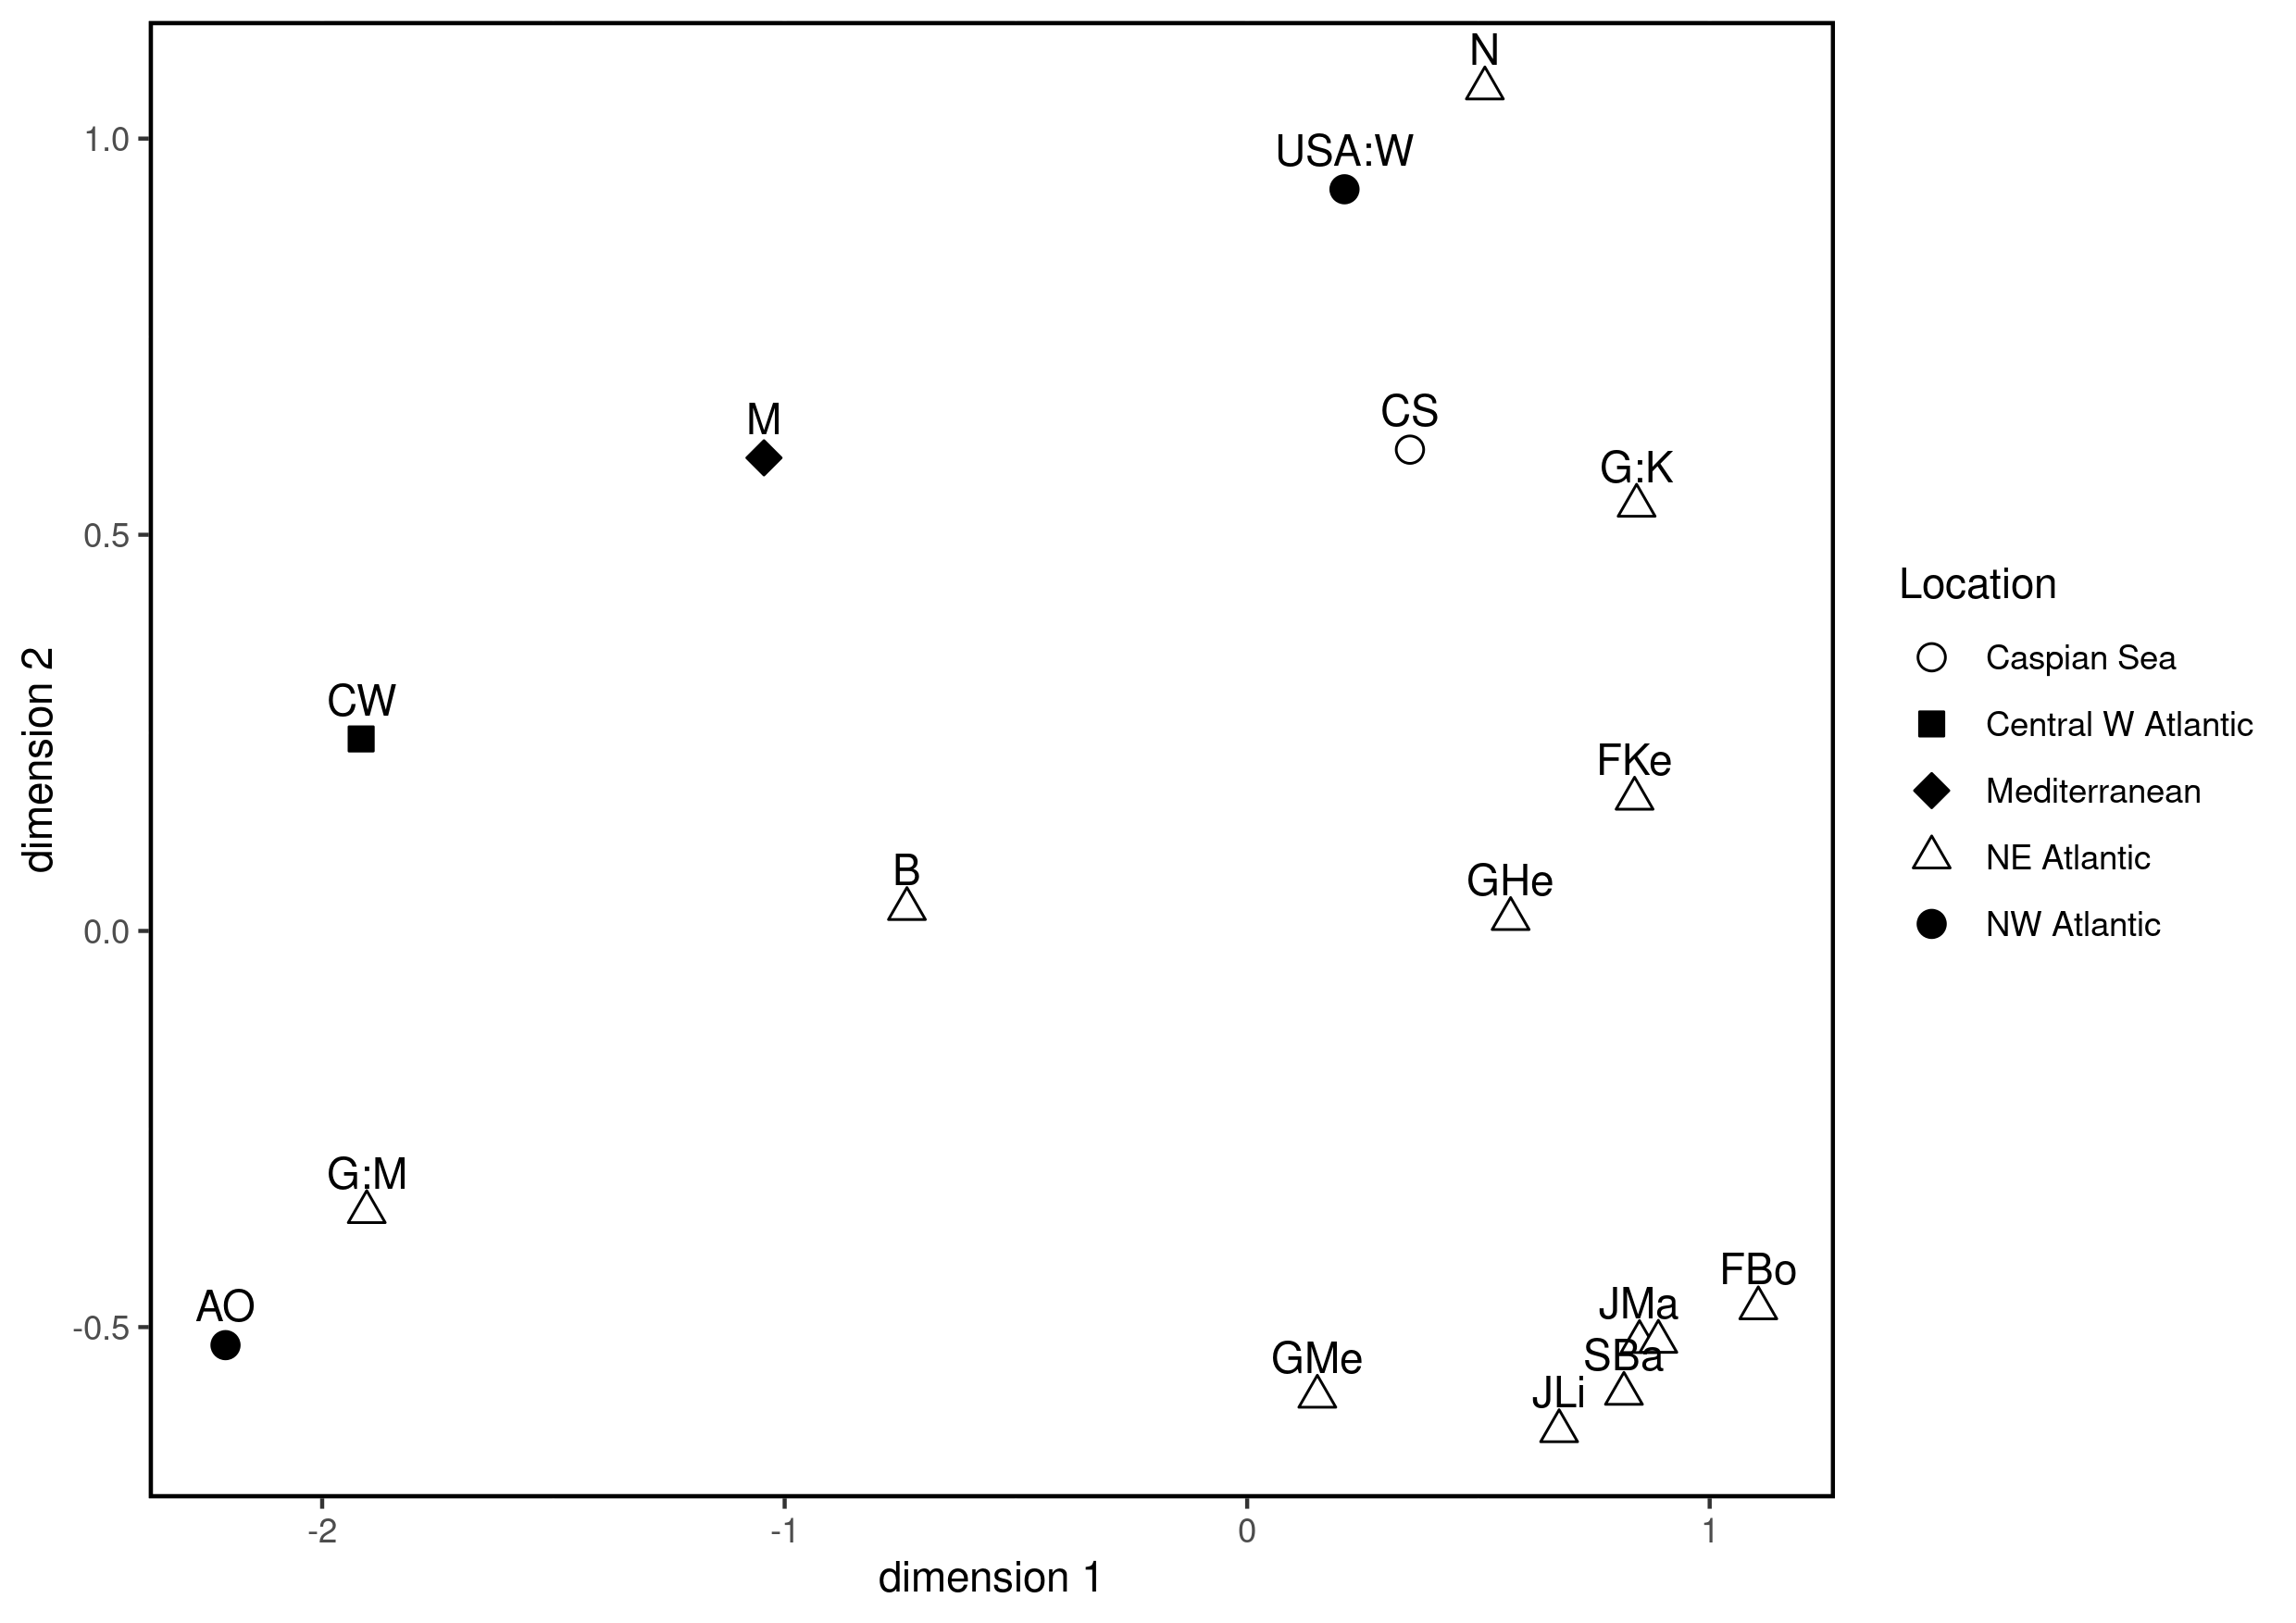 N
1.0
USA:W
M
CS
G:K
0.5
Location
Caspian Sea
CW
Central W Atlantic
FKe
Mediterranean
dimension 2
B
GHe
NE Atlantic
0.0
NW Atlantic
G:M
FBo
AO
JMa
-0.5
GMe
SBa
JLi
-2
-1
0
1
dimension 1